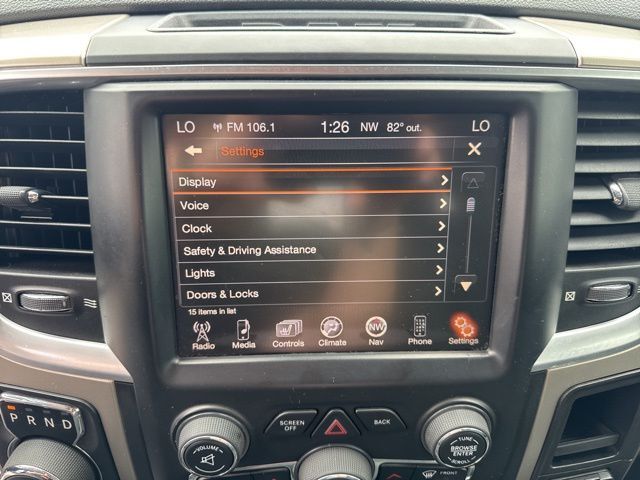 LO FM 106.1 1:26 NW 82° out. LO
Settings X
Display
Voice
Clock
Safety & Driving Assistance
Lights
Doors & Locks
15 items in list
Radio Media Controls Climate Nav Phone Settings
NW
P R N D
SCREEN OFF
BACK
VOLUME
TUNE
BROWSE
ENTER
SCROLL
FRONT